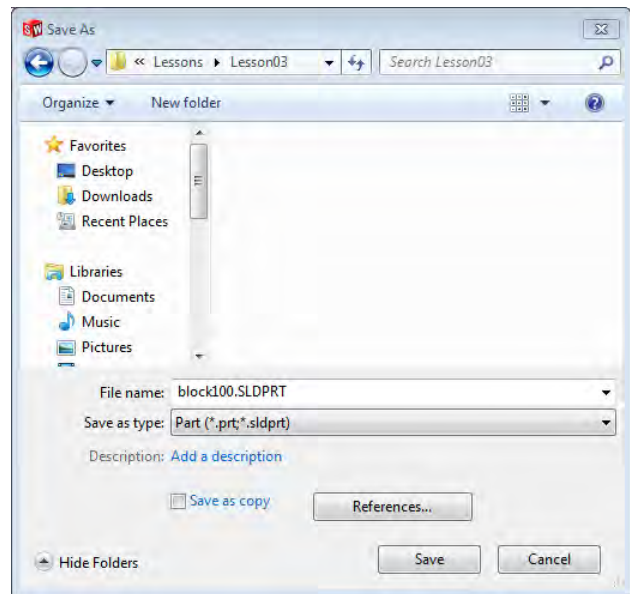 SW Save As
« Lessons Lesson03 Search Lesson03
Organize New folder
Favorites
Desktop
Downloads
Recent Places
Libraries
Documents
Music
Pictures
File name: block100.SLDPRT
Save as type: Part (*.prt;*.sldprt)
Description: Add a description
Save as copy References...
Hide Folders Save Cancel